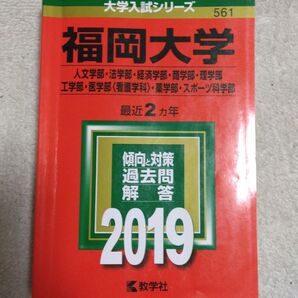 大学入試シリーズ
561
福岡大学
人文学部・法学部・経済学部・商学部・理学部
工学部・医学部〈看護学科〉・薬学部・スポーツ科学部
最近2カ年
傾向と対策
過去問
解答
2019
教学社